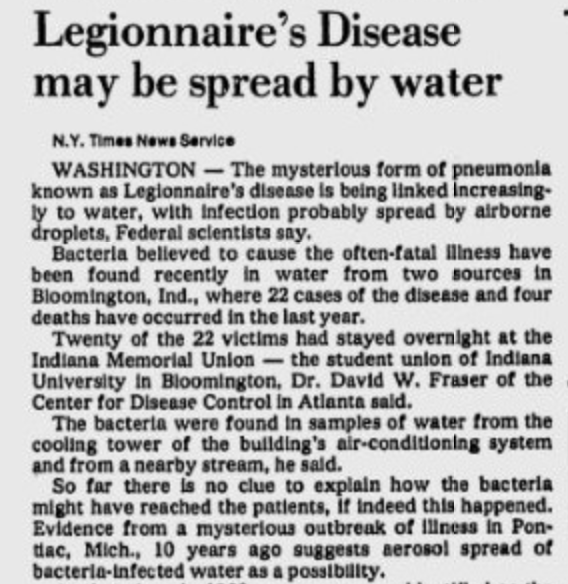 Legionnaire's Disease
may be spread by water
N.Y. Times News Service
WASHINGTON — The mysterious form of pneumonia
known as Legionnaire's disease is being linked increasing-
ly to water, with infection probably spread by airborne
droplets, Federal scientists say.
Bacteria believed to cause the often-fatal illness have
been found recently in water from two sources in
Bloomington, Ind., where 22 cases of the disease and four
deaths have occurred in the last year.
Twenty of the 22 victims had stayed overnight at the
Indiana Memorial Union — the student union of Indiana
University in Bloomington, Dr. David W. Fraser of the
Center for Disease Control in Atlanta said.
The bacteria were found in samples of water from the
cooling tower of the building's air-conditioning system
and from a nearby stream, he said.
So far there is no clue to explain how the bacteria
might have reached the patients, if indeed this happened.
Evidence from a mysterious outbreak of illness in Pon-
tiac, Mich., 10 years ago suggests aerosol spread of
bacteria-infected water as a possibility.